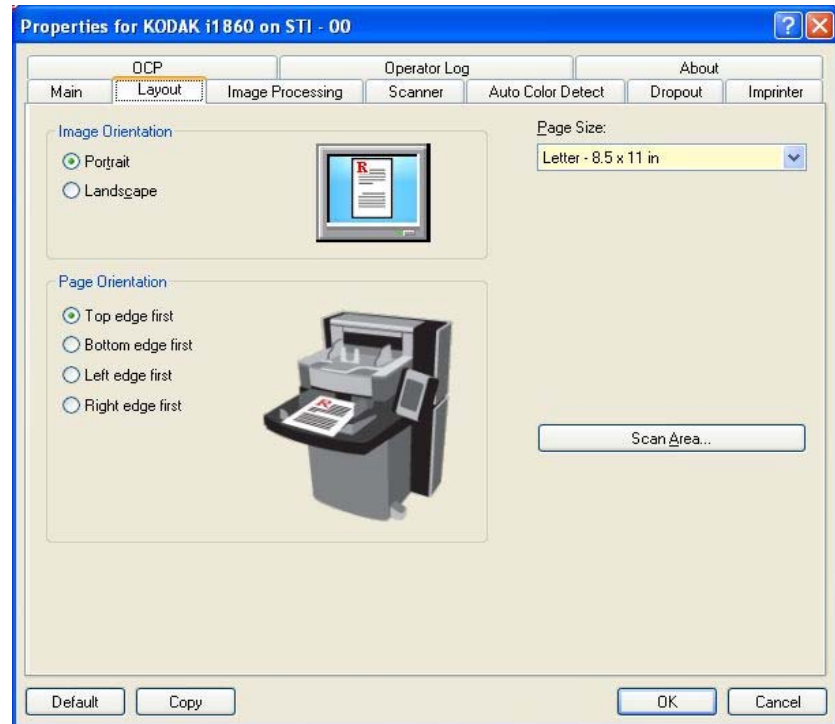 Properties for KODAK i1860 on STI - 00
OCP
Operator Log
About
Main
Layout
Image Processing
Scanner
Auto Color Detect
Dropout
Imprinter
Image Orientation
Portrait
Landscape
R
Page Size:
Letter - 8.5 x 11 in
Page Orientation
Top edge first
Bottom edge first
Left edge first
Right edge first
R
Scan Area...
Default
Copy
OK
Cancel